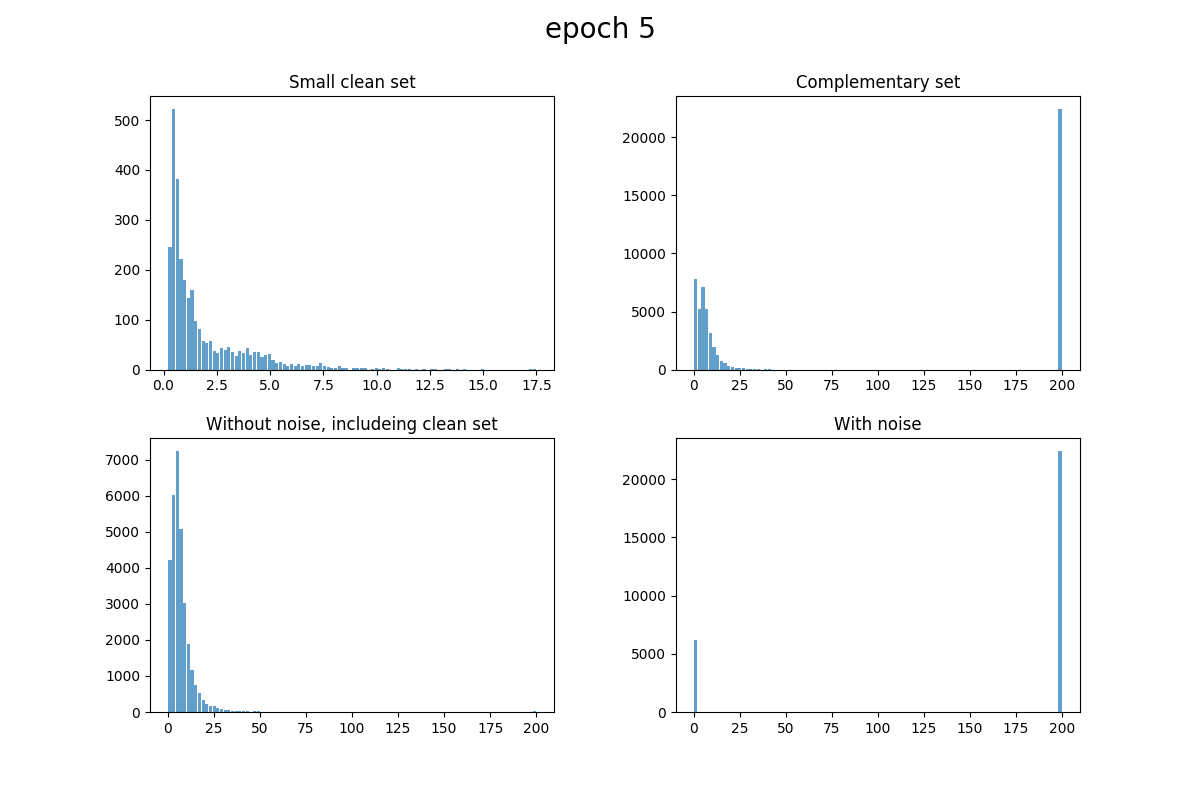 epoch 5
Small clean set
500
400
300
200
100
0
0.0 2.5 5.0 7.5 10.0 12.5 15.0 17.5
Complementary set
20000
15000
10000
5000
0
0 25 50 75 100 125 150 175 200
Without noise, includeing clean set
7000
6000
5000
4000
3000
2000
1000
0
0 25 50 75 100 125 150 175 200
With noise
20000
15000
10000
5000
0
0 25 50 75 100 125 150 175 200